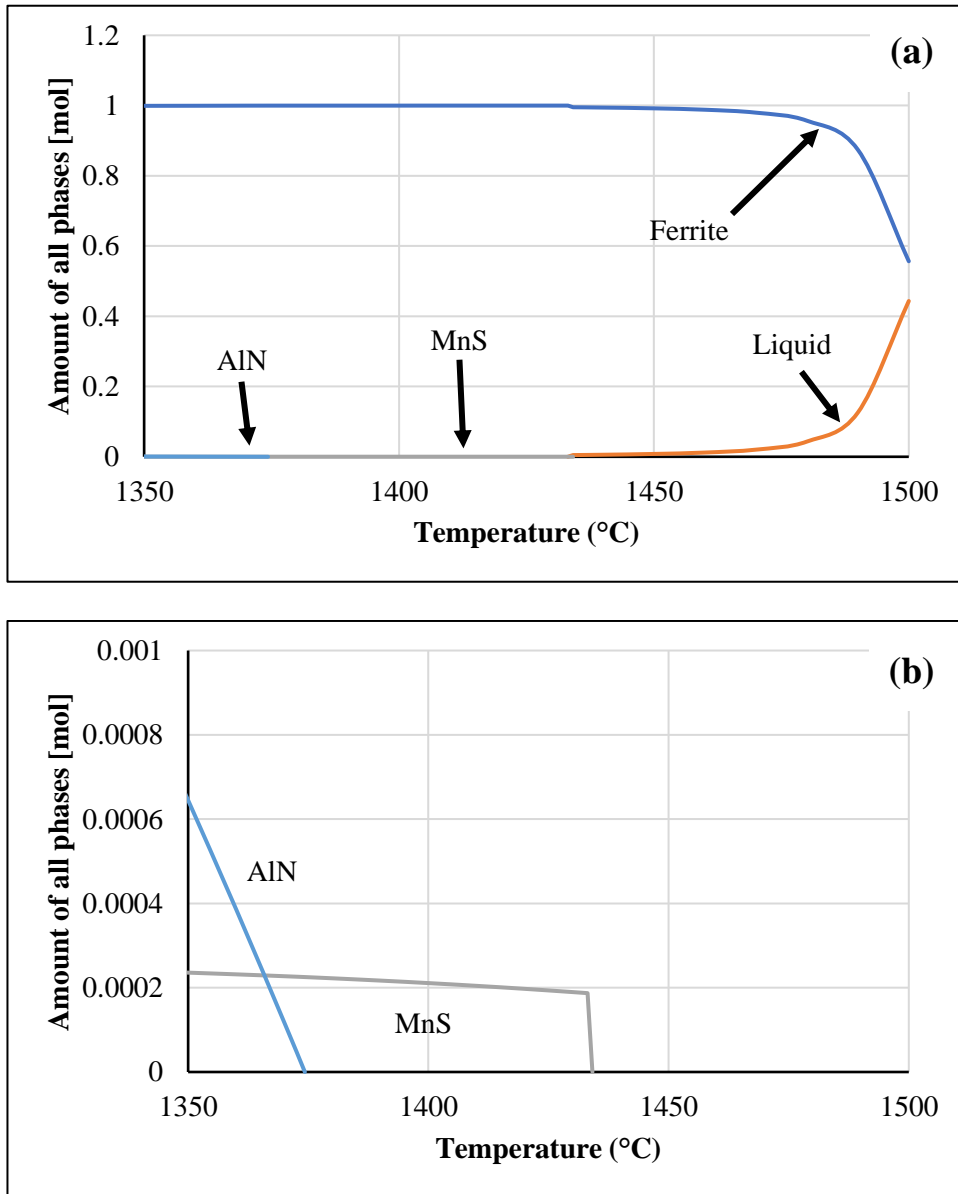 (a)
Amount of all phases [mol]
1.2
1
0.8
0.6
0.4
0.2
0
Ferrite
MnS
Liquid
AlN
1350
1400
1450
1500
Temperature (°C)
(b)
Amount of all phases [mol]
0.001
0.0008
0.0006
0.0004
0.0002
0
AlN
MnS
1350
1400
1450
1500
Temperature (°C)